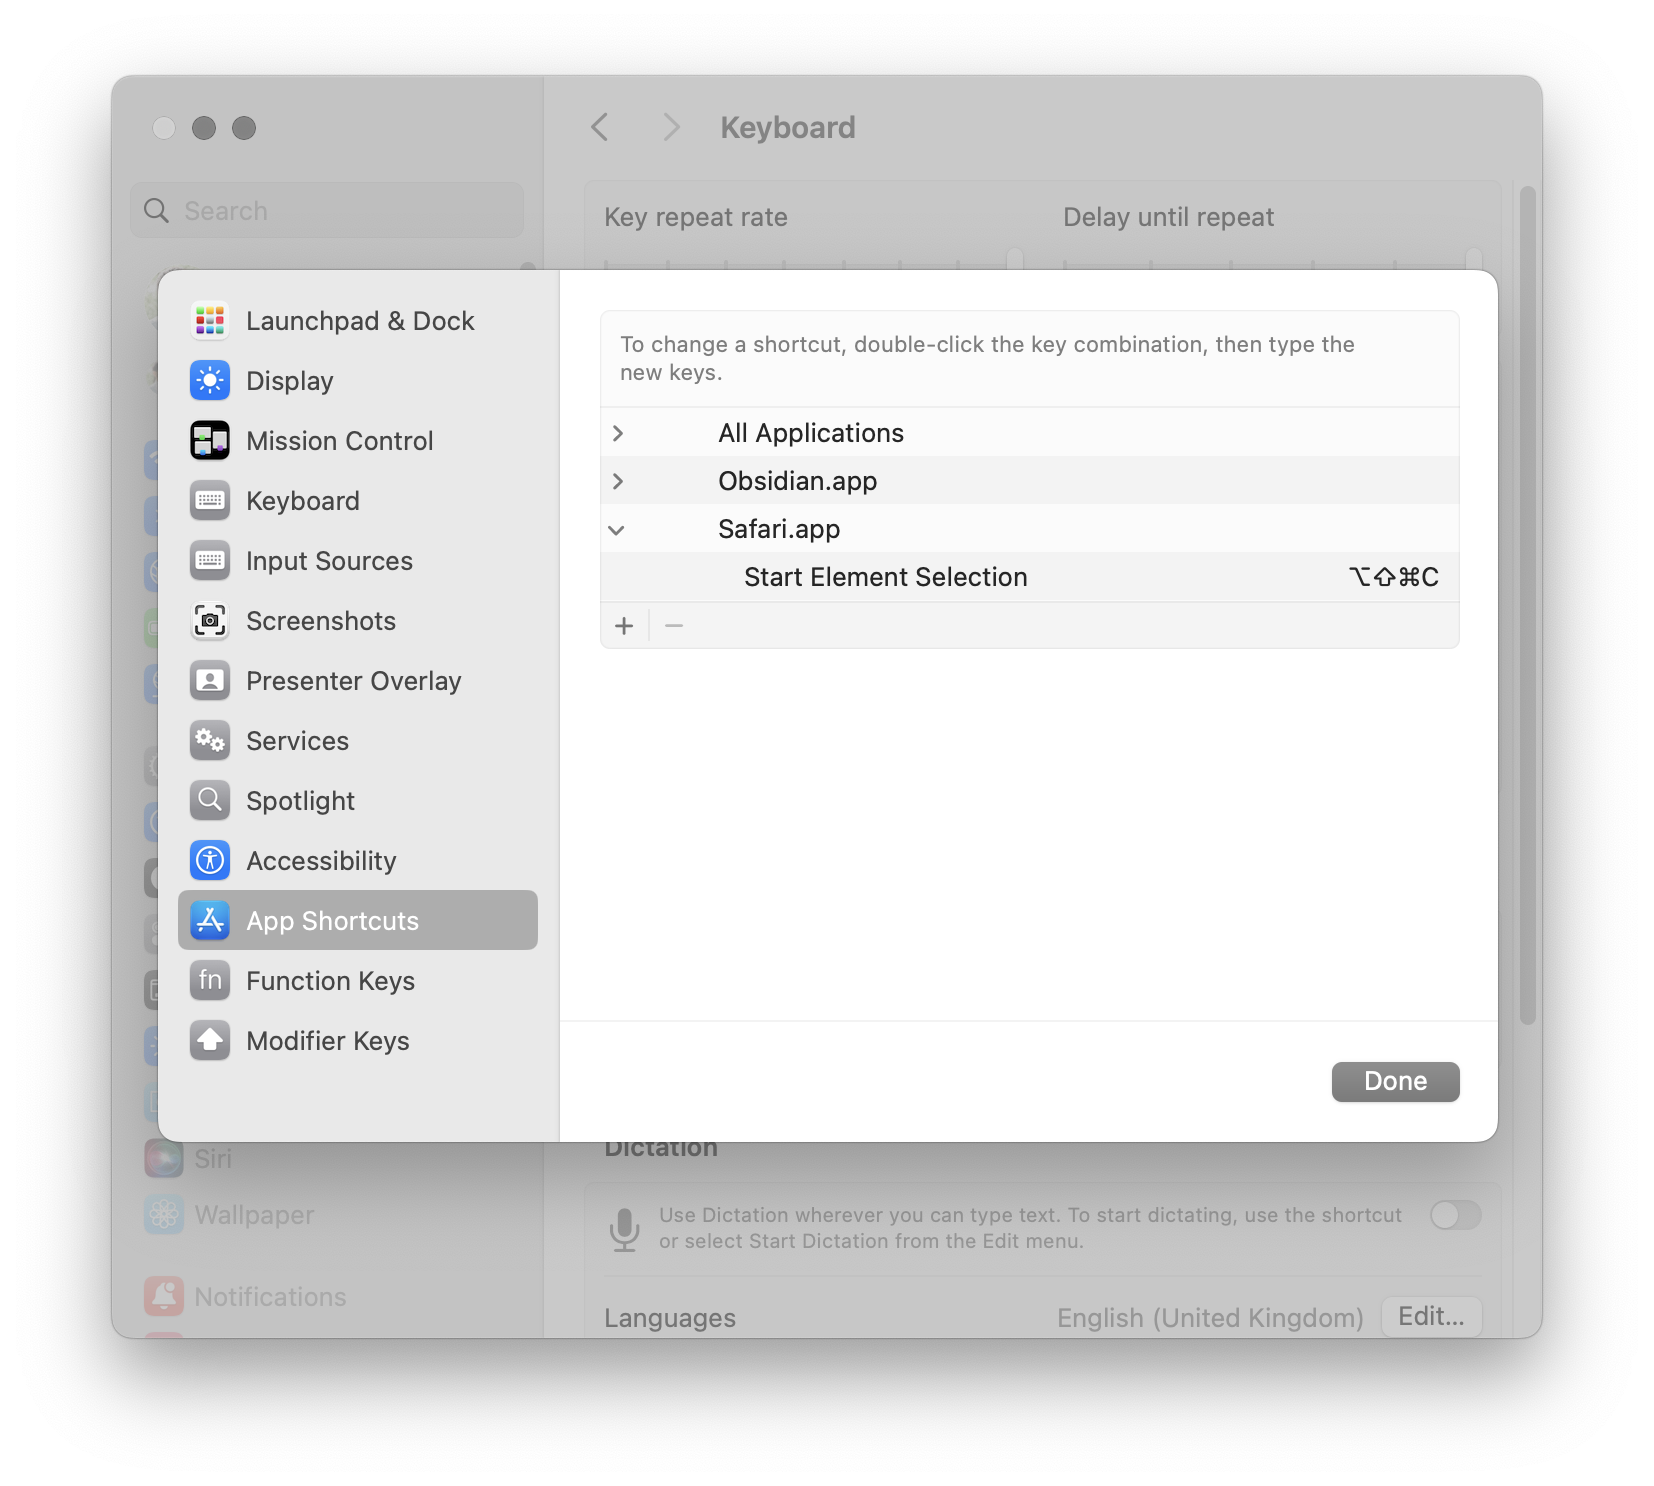 Keyboard
Search
Key repeat rate
Delay until repeat
Launchpad & Dock
Display
Mission Control
Keyboard
Input Sources
Screenshots
Presenter Overlay
Services
Spotlight
Accessibility
App Shortcuts
fn Function Keys
Modifier Keys
To change a shortcut, double-click the key combination, then type the
new keys.
All Applications
Obsidian.app
Safari.app
Start Element Selection ⌥⇧⌘C
Done
Siri
Wallpaper
Notifications
Dictation
Use Dictation wherever you can type text. To start dictating, use the shortcut
or select Start Dictation from the Edit menu.
Languages English (United Kingdom) Edit...